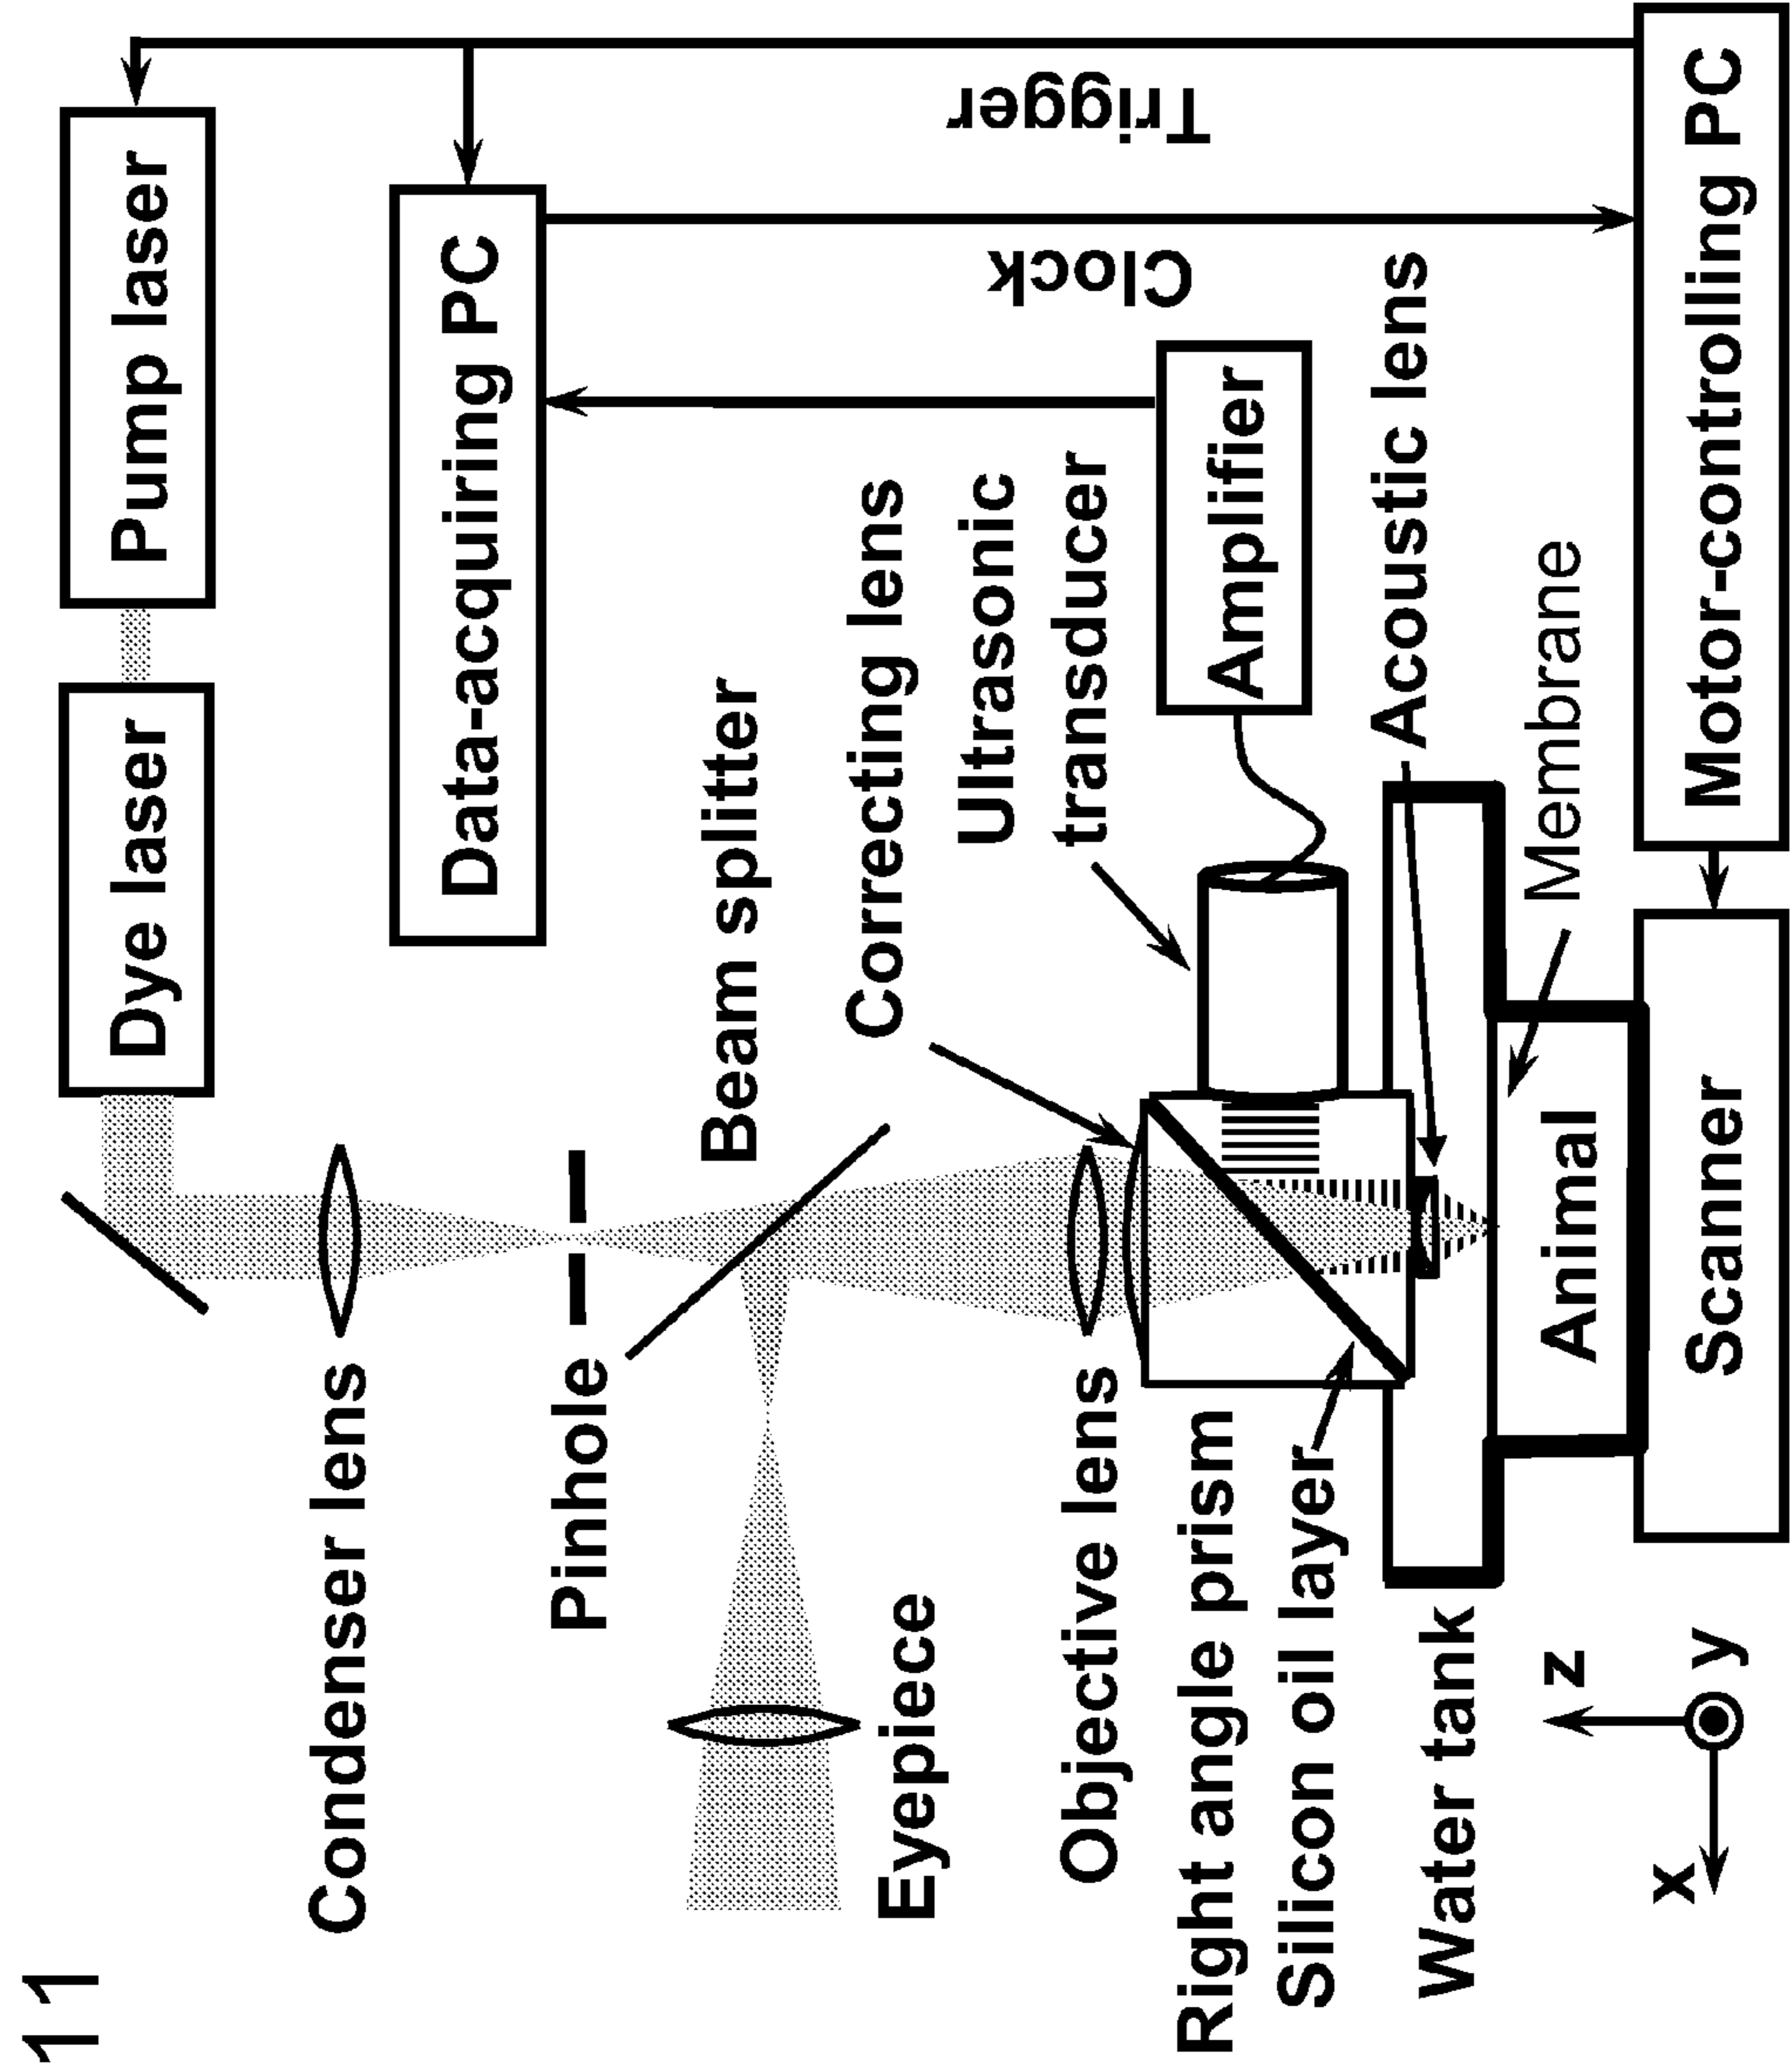 11
Dye laser
Pump laser
Condenser lens
Data-acquiring PC
Pinhole
Beam splitter
Eyepiece
Correcting lens
Clock
Trigger
Ultrasonic
transducer
Objective lens
Right angle prism
Amplifier
Silicon oil layer
Acoustic lens
Water tank
Membrane
Animal
z
x
y
Scanner
Motor-controlling PC